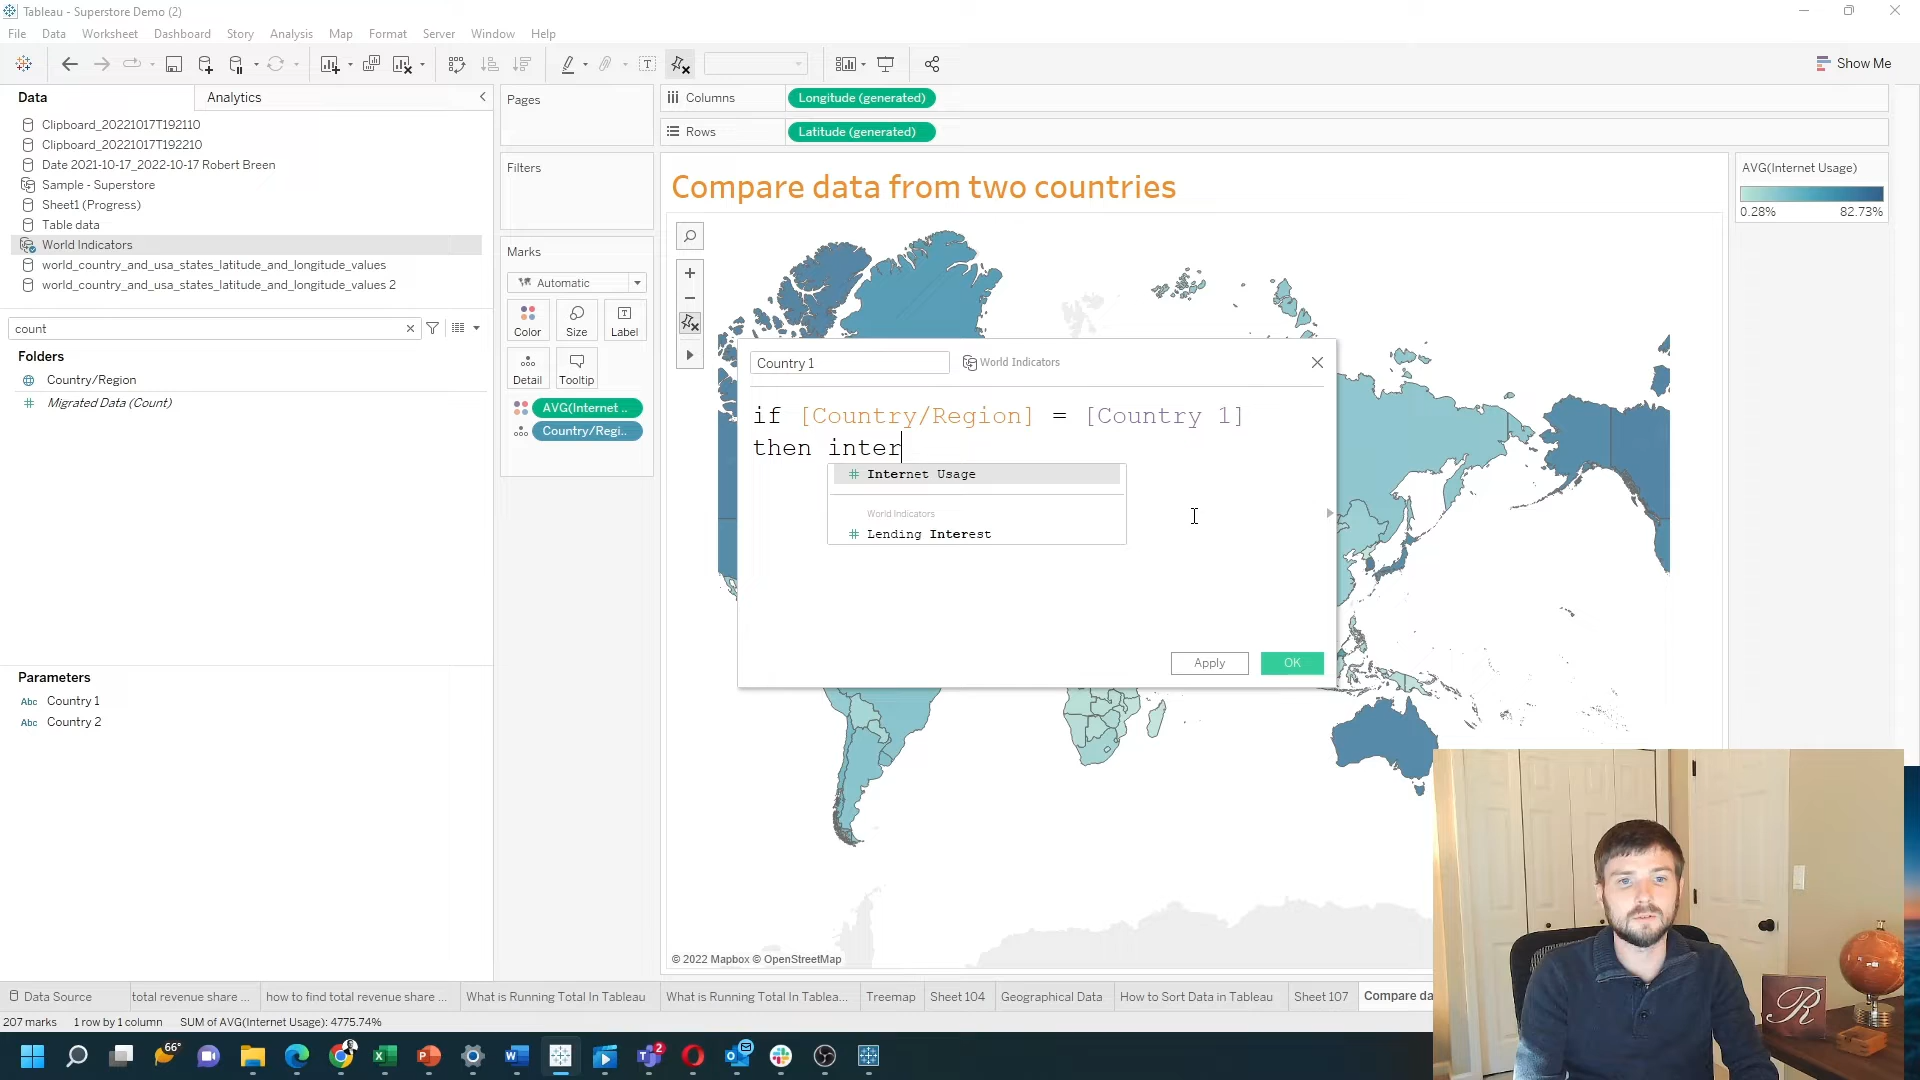 Tableau - Superstore Demo (2)
File Data Worksheet Dashboard Story Analysis Map Format Server Window Help
Show Me
Data Analytics
Clipboard_20221017T192110
Clipboard_20221017T192210
Date 2021-10-17_2022-10-17 Robert Breen
Sample - Superstore
Sheet1 (Progress)
Table data
World Indicators
world_country_and_usa_states_latitude_and_longitude_values
world_country_and_usa_states_latitude_and_longitude_values 2
count
Folders
Country/Region
Migrated Data (Count)
Parameters
Abc Country 1
Abc Country 2
Pages
Filters
Marks
Automatic
Color Size Label
Detail Tooltip
AVG(Internet ..
Country/Regi..
Columns Longitude (generated)
Rows Latitude (generated)
Compare data from two countries
AVG(Internet Usage)
0.28% 82.73%
Country 1 World Indicators
if [Country/Region] = [Country 1]
then inter
Internet Usage
World Indicators
Lending Interest
Apply OK
© 2022 Mapbox © OpenStreetMap
Data Source total revenue share ... how to find total revenue share ... What is Running Total In Tableau What is Running Total In Tablea... Treemap Sheet 104 Geographical Data How to Sort Data in Tableau Sheet 107 Compare da
207 marks 1 row by 1 column SUM of AVG(Internet Usage): 4775.74%
66°
2
R